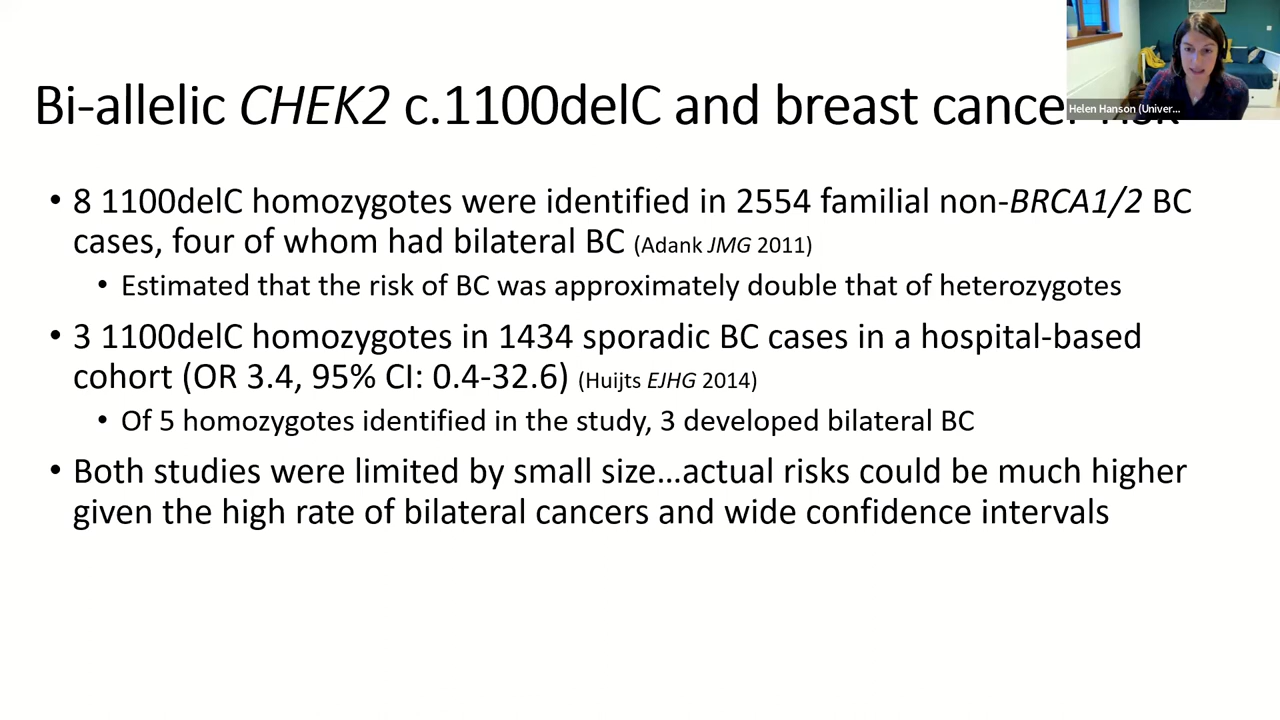 Bi-allelic CHEK2 c.1100delC and breast cancer risk
Helen Hanson (Univer...
• 8 1100delC homozygotes were identified in 2554 familial non-BRCA1/2 BC
cases, four of whom had bilateral BC (Adank JMG 2011)
• Estimated that the risk of BC was approximately double that of heterozygotes
• 3 1100delC homozygotes in 1434 sporadic BC cases in a hospital-based
cohort (OR 3.4, 95% CI: 0.4-32.6) (Huijts EJHG 2014)
• Of 5 homozygotes identified in the study, 3 developed bilateral BC
• Both studies were limited by small size...actual risks could be much higher
given the high rate of bilateral cancers and wide confidence intervals